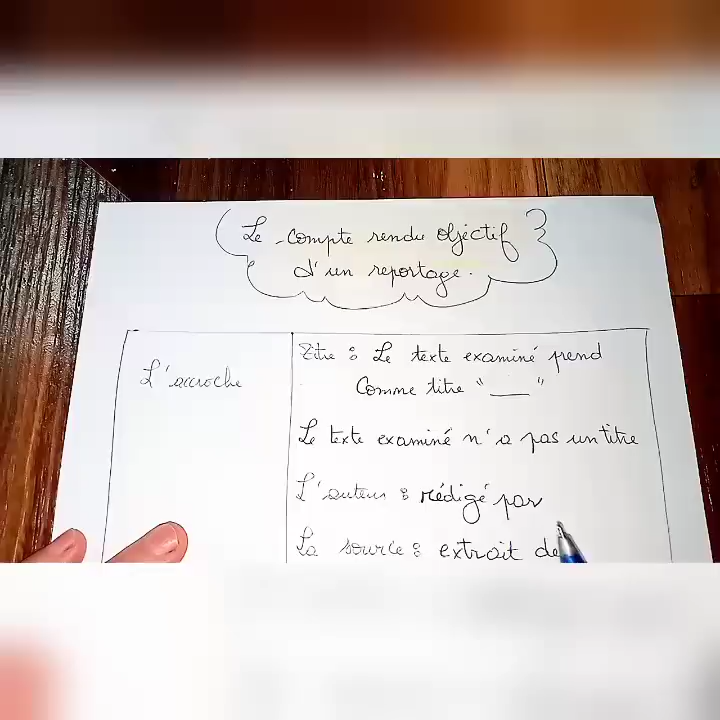 Le compte rendu objectif
d'un reportage.
L'accroche
Titre : Le texte examiné prend
Comme titre "___"
Le texte examiné n'a pas un titre
L'auteur : rédigé par
La source : extrait de